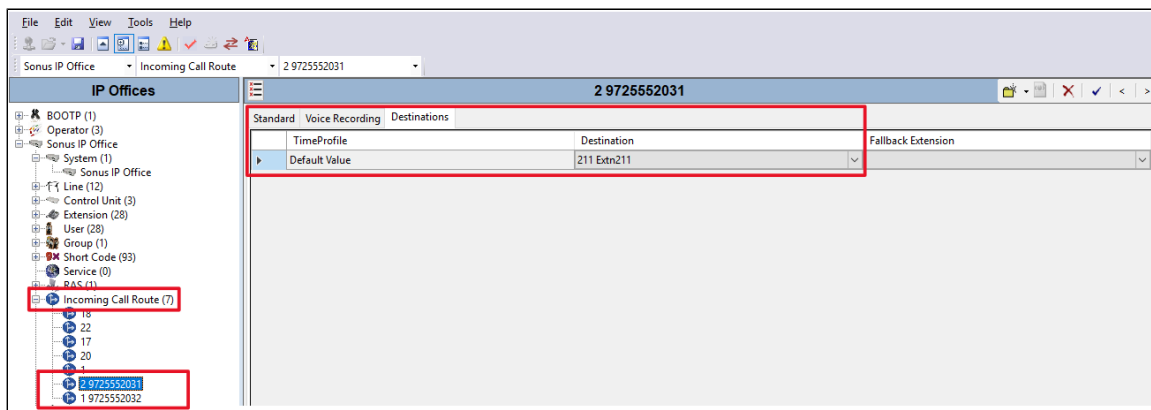 File Edit View Tools Help
Sonus IP Office Incoming Call Route 2 9725552031
IP Offices
BOOTP (1)
Operator (3)
Sonus IP Office
System (1)
Sonus IP Office
Line (12)
Control Unit (3)
Extension (28)
User (28)
Group (1)
Short Code (93)
Service (0)
RAS (1)
Incoming Call Route (7)
18
22
17
20
1
2 9725552031
1 9725552032
2 9725552031
Standard Voice Recording Destinations
TimeProfile Destination Fallback Extension
Default Value 211 Extn211